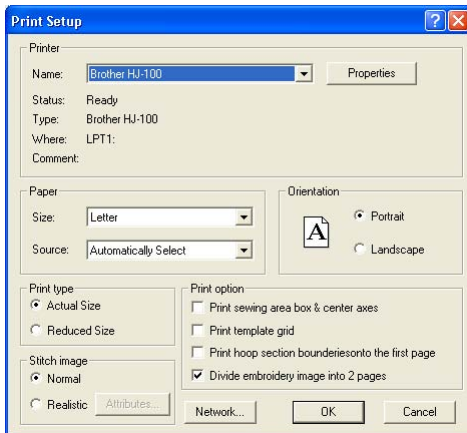 Print Setup
Printer
Name: Brother HJ-100 Properties
Status: Ready
Type: Brother HJ-100
Where: LPT1:
Comment:
Paper
Size: Letter
Source: Automatically Select
Orientation
A
Portrait
Landscape
Print type
Actual Size
Reduced Size
Print option
Print sewing area box & center axes
Print template grid
Print hoop section bounderiesonto the first page
Divide embroidery image into 2 pages
Stitch image
Normal
Realistic Attributes...
Network... OK Cancel